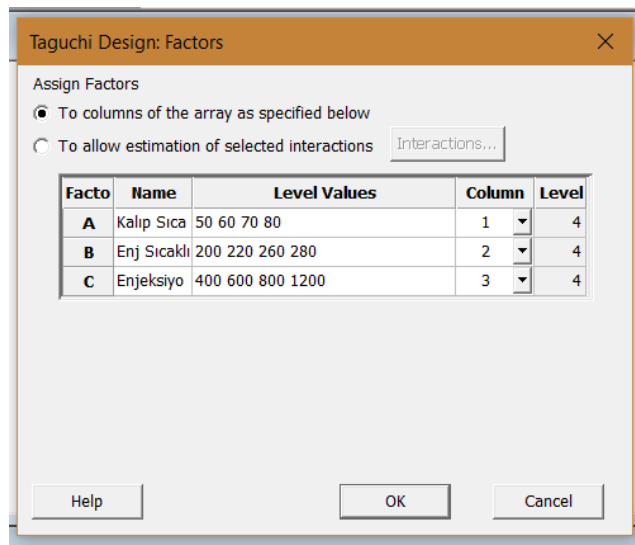 Taguchi Design: Factors
Assign Factors
To columns of the array as specified below
To allow estimation of selected interactions Interactions...
Facto Name Level Values Column Level
A Kalıp Sıca 50 60 70 80 1 4
B Enj Sıcaklı 200 220 260 280 2 4
C Enjeksiyo 400 600 800 1200 3 4
Help OK Cancel